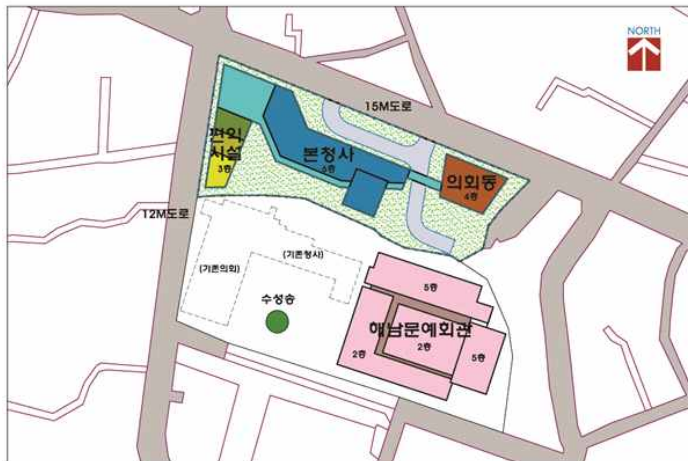 NORTH
15M도로
편익
시설
3층
본청사
6층
의회동
4층
12M도로
(기존의회)
(기존청사)
수성송
5층
해남문예회관
2층
2층
5층